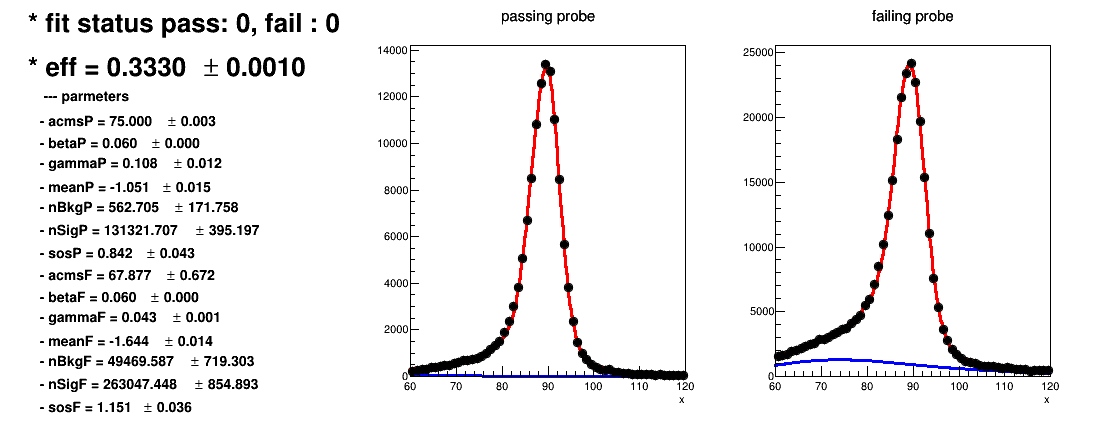 * fit status pass: 0, fail : 0
* eff = 0.3330 ± 0.0010
--- parmeters
- acmsP = 75.000 ± 0.003
- betaP = 0.060 ± 0.000
- gammaP = 0.108 ± 0.012
- meanP = -1.051 ± 0.015
- nBkgP = 562.705 ± 171.758
- nSigP = 131321.707 ± 395.197
- sosP = 0.842 ± 0.043
- acmsF = 67.877 ± 0.672
- betaF = 0.060 ± 0.000
- gammaF = 0.043 ± 0.001
- meanF = -1.644 ± 0.014
- nBkgF = 49469.587 ± 719.303
- nSigF = 263047.448 ± 854.893
- sosF = 1.151 ± 0.036
passing probe
14000
12000
10000
8000
6000
4000
2000
0
60 70 80 90 100 110 120
x
failing probe
25000
20000
15000
10000
5000
0
60 70 80 90 100 110 120
x